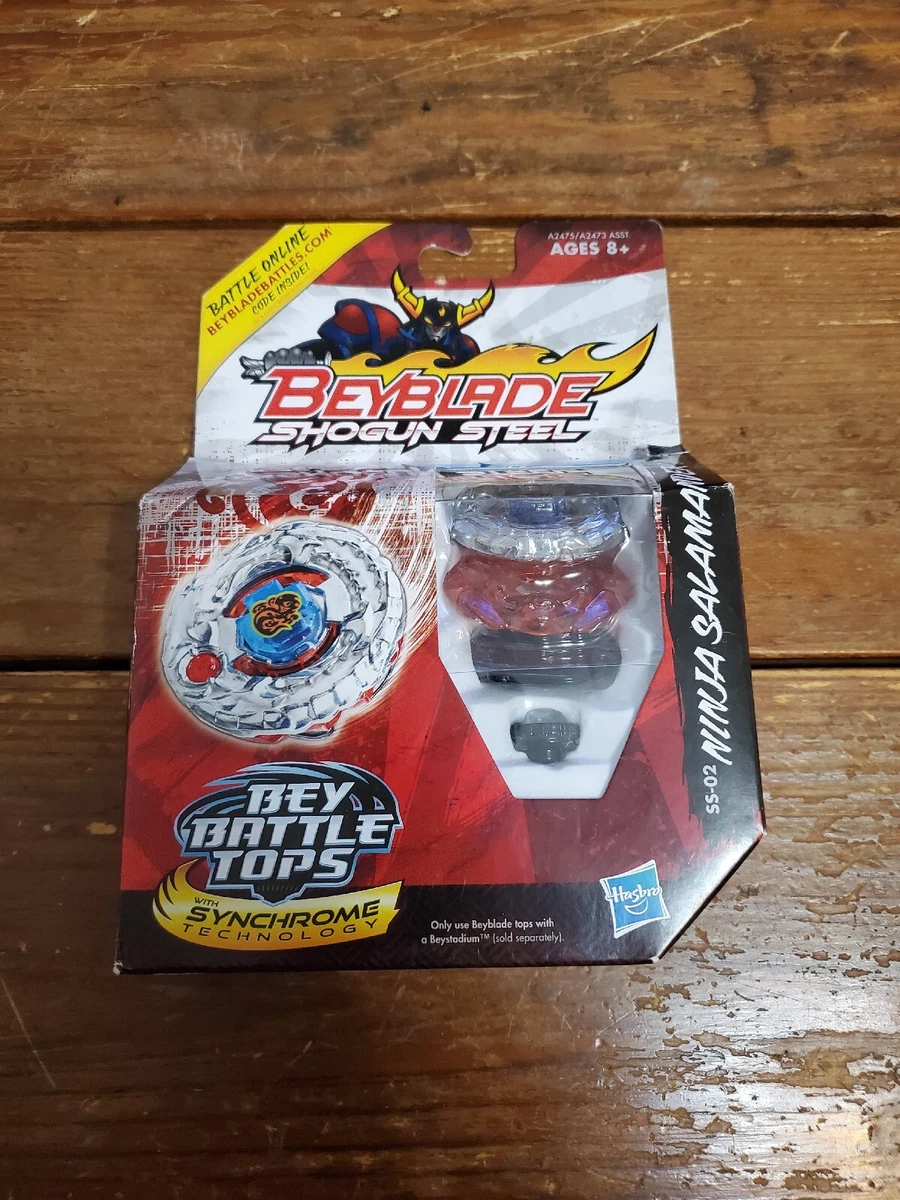 BATTLE ONLINE
BEYBLADEBATTLES.COM
CODE INSIDE!
A2475/A2473 ASST.
AGES 8+
BEYBLADE
SHOGUN STEEL
SS-02 NINJA SALAMAN
BEY
BATTLE
TOPS
WITH
SYNCHROME
TECHNOLOGY
Only use Beyblade tops with
a Beystadium™ (sold separately).
Hasbro